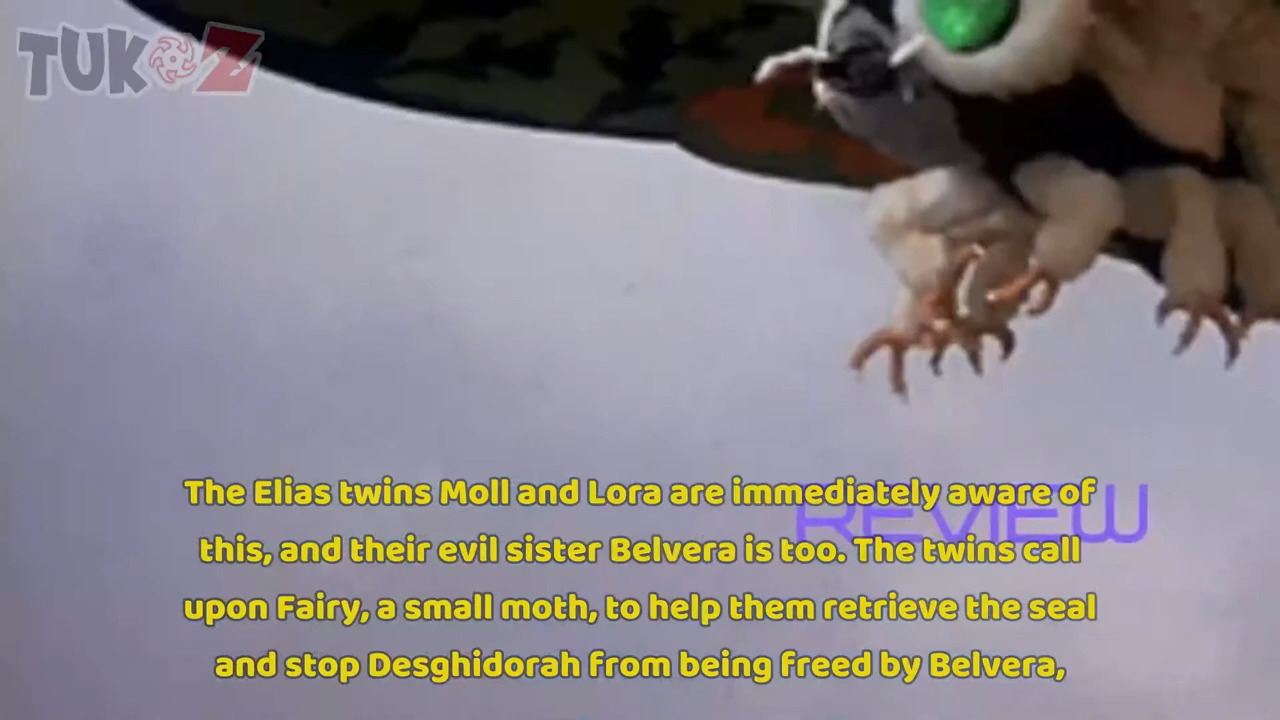 TUKOZ
REVIEW
The Elias twins Moll and Lora are immediately aware of
this, and their evil sister Belvera is too. The twins call
upon Fairy, a small moth, to help them retrieve the seal
and stop Desghidorah from being freed by Belvera,